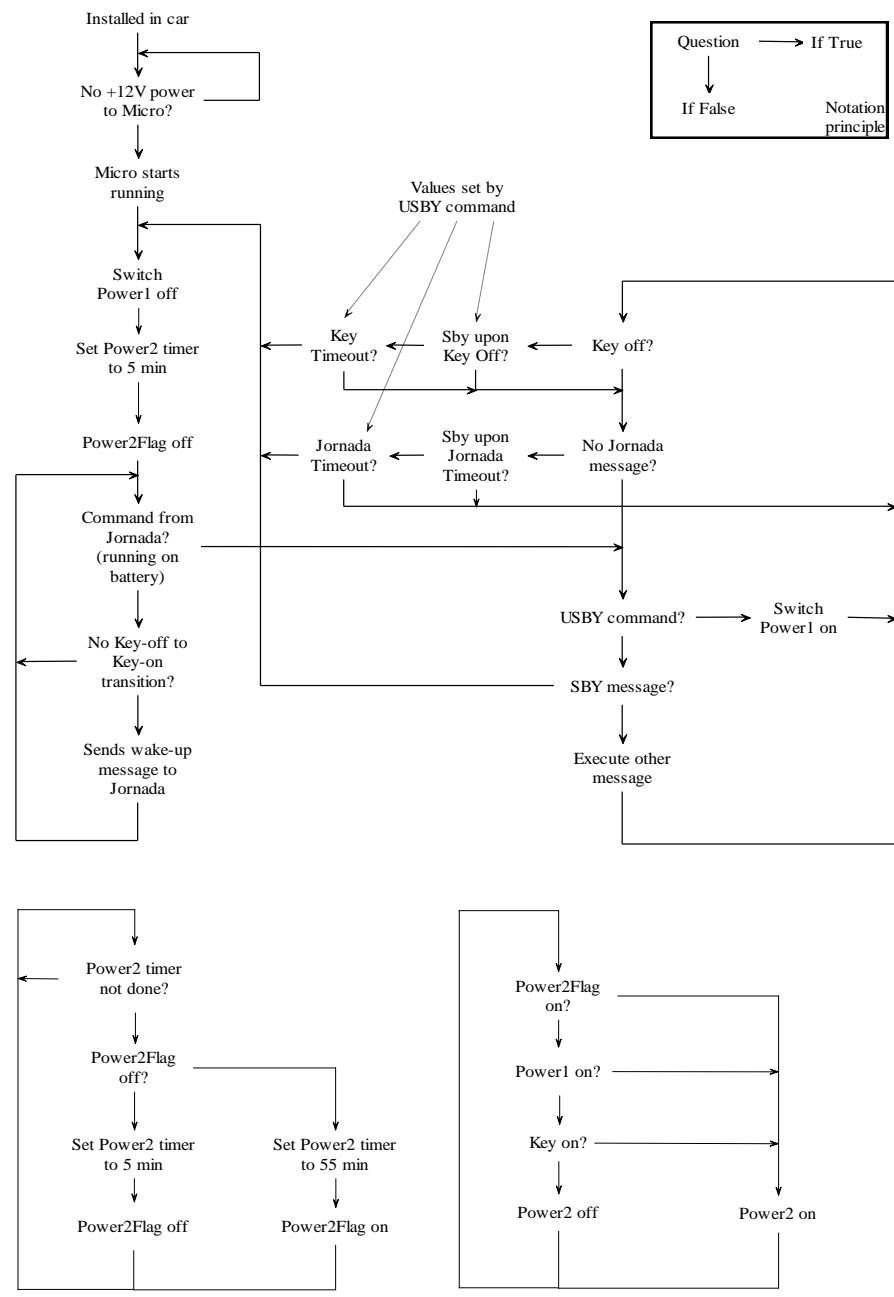 Installed in car
No +12V power
to Micro?
Micro starts
running
Switch
Power1 off
Set Power2 timer
to 5 min
Power2Flag off
Command from
Jornada?
(running on
battery)
No Key-off to
Key-on
transition?
Sends wake-up
message to
Jornada
Question
If True
If False
Notation
principle
Values set by
USBY command
Key
Timeout?
Sby upon
Key Off?
Key off?
Jornada
Timeout?
Sby upon
Jornada
Timeout?
No Jornada
message?
USBY command?
Switch
Power1 on
SBY message?
Execute other
message
Power2 timer
not done?
Power2Flag
off?
Set Power2 timer
to 5 min
Set Power2 timer
to 55 min
Power2Flag off
Power2Flag on
Power2Flag
on?
Power1 on?
Key on?
Power2 off
Power2 on